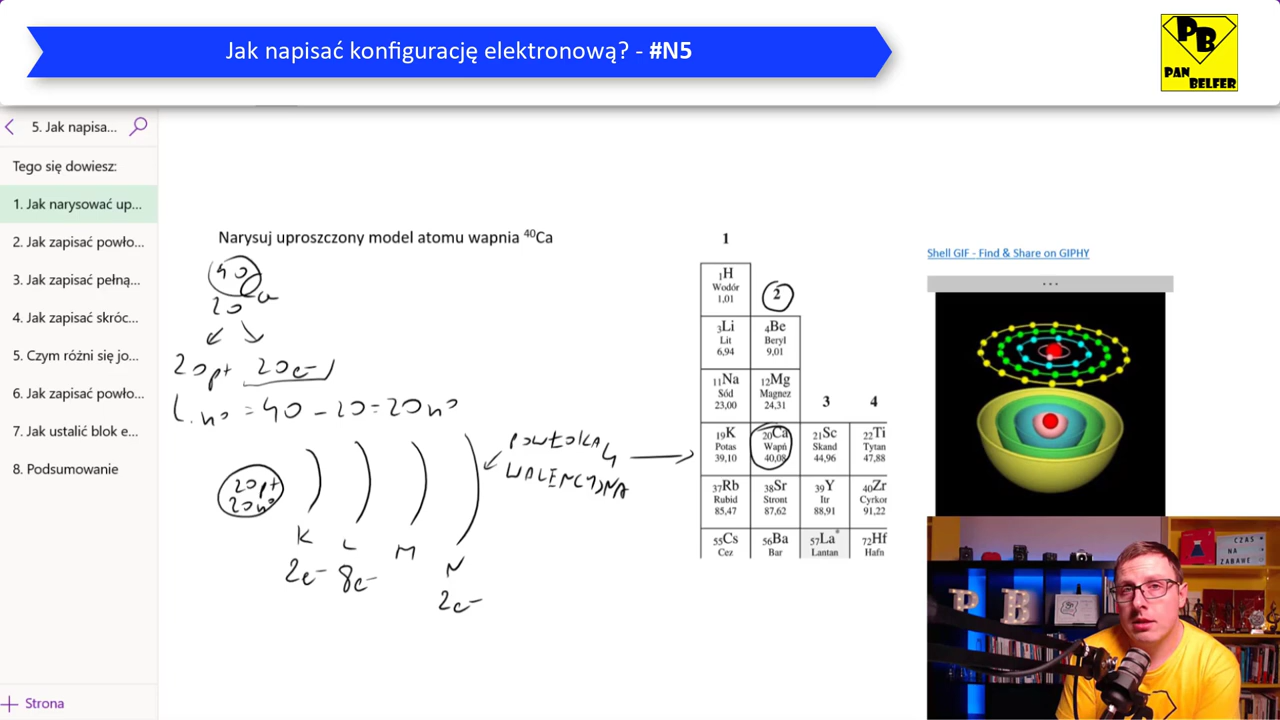 Jak napisać konfigurację elektronową? - #N5
PB
PAN
BELFER
5. Jak napisa...
Tego się dowiesz:
1. Jak narysować up...
2. Jak zapisać powło...
3. Jak zapisać pełną...
4. Jak zapisać skróc...
5. Czym różni się jo...
6. Jak zapisać powło...
7. Jak ustalić blok e...
8. Podsumowanie
Strona
Narysuj uproszczony model atomu wapnia ⁴⁰Ca
40
20 Ca
20p+ 20e-
l. n° = 40 - 20 = 20n°
20p+
20n°
K L M N
2e- 8e- 2e-
POWŁOKA
WALENCYJNA
4
1
2
3 4
₁H
Wodór
1,01
₃Li ₄Be
Lit Beryl
6,94 9,01
₁₁Na ₁₂Mg
Sód Magnez
23,00 24,31
₁₉K ₂₀Ca ₂₁Sc ₂₂Ti
Potas Wapń Skand Tytan
39,10 40,08 44,96 47,88
₃₇Rb ₃₈Sr ₃₉Y ₄₀Zr
Rubid Stront Itr Cyrkon
85,47 87,62 88,91 91,22
₅₅Cs ₅₆Ba ₅₇La* ₇₂Hf
Cez Bar Lantan Hafn
Shell GIF - Find & Share on GIPHY
...
P B
CZAS
NA
ZABAWĘ